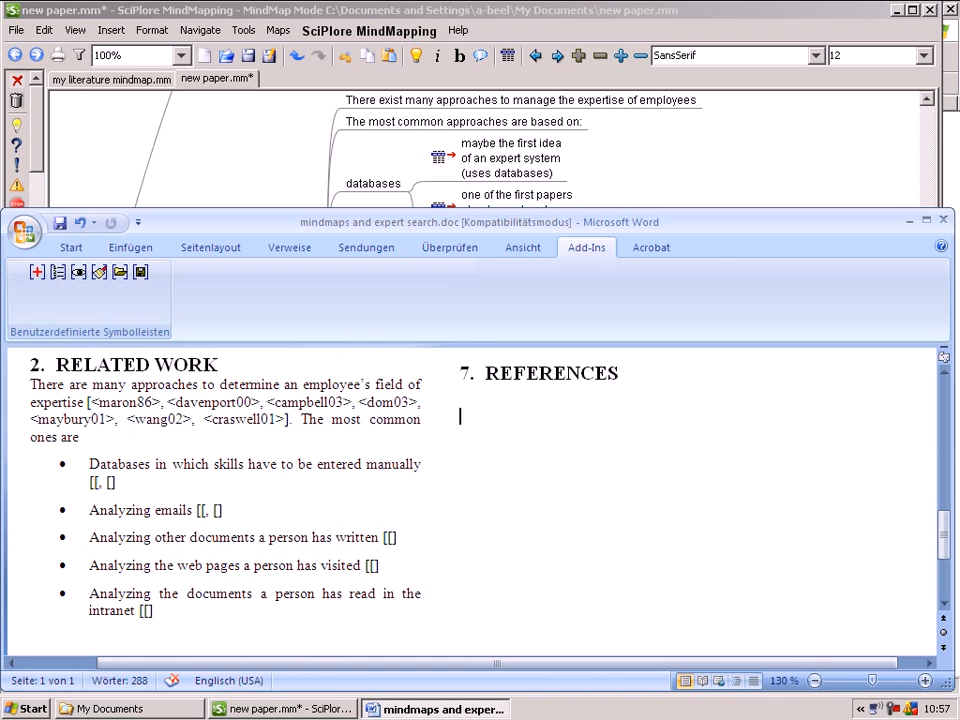 new paper.mm* - SciPlore MindMapping - MindMap Mode C:\Documents and Settings\a-beel\My Documents\new paper.mm
File Edit View Insert Format Navigate Tools Maps SciPlore MindMapping Help
100% SansSerif 12
my literature mindmap.mm new paper.mm*
There exist many approaches to manage the expertise of employees
The most common approaches are based on:
maybe the first idea
of an expert system
(uses databases)
databases
one of the first papers
mindmaps and expert search.doc [Kompatibilitätsmodus] - Microsoft Word
Start Einfügen Seitenlayout Verweise Sendungen Überprüfen Ansicht Add-Ins Acrobat
Benutzerdefinierte Symbolleisten
2. RELATED WORK
There are many approaches to determine an employee's field of
expertise [<maron86>, <davenport00>, <campbell03>, <dom03>,
<maybury01>, <wang02>, <craswell01>]. The most common
ones are
• Databases in which skills have to be entered manually
[[, []
• Analyzing emails [[, []
• Analyzing other documents a person has written [[]
• Analyzing the web pages a person has visited [[]
• Analyzing the documents a person has read in the
intranet [[]
7. REFERENCES
Seite: 1 von 1 Wörter: 288 Englisch (USA) 130 %
Start My Documents new paper.mm* - SciPlor... mindmaps and exper... 10:57